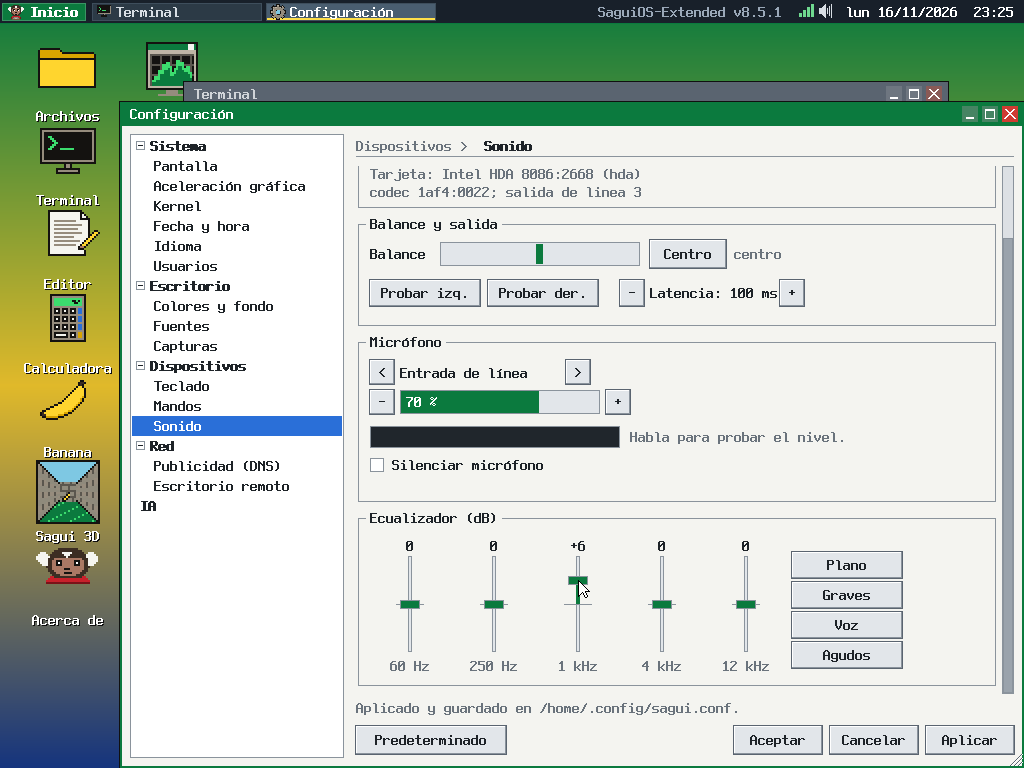 Inicio
Terminal
Configuración
SaguiOS-Extended v8.5.1
lun 16/11/2026
23:25
Archivos
Terminal
Editor
Calculadora
Banana
Sagui 3D
Acerca de
Terminal
Configuración
Sistema
Pantalla
Aceleración gráfica
Kernel
Fecha y hora
Idioma
Usuarios
Escritorio
Colores y fondo
Fuentes
Capturas
Dispositivos
Teclado
Mandos
Sonido
Red
Publicidad (DNS)
Escritorio remoto
IA
Dispositivos > Sonido
Tarjeta: Intel HDA 8086:2668 (hda)
codec 1af4:0022; salida de linea 3
Balance y salida
Balance Centro centro
Probar izq. Probar der. - Latencia: 100 ms +
Micrófono
< Entrada de línea >
- 70 % +
Habla para probar el nivel.
Silenciar micrófono
Ecualizador (dB)
0 0 +6 0 0
60 Hz 250 Hz 1 kHz 4 kHz 12 kHz
Plano
Graves
Voz
Agudos
Aplicado y guardado en /home/.config/sagui.conf.
Predeterminado Aceptar Cancelar Aplicar